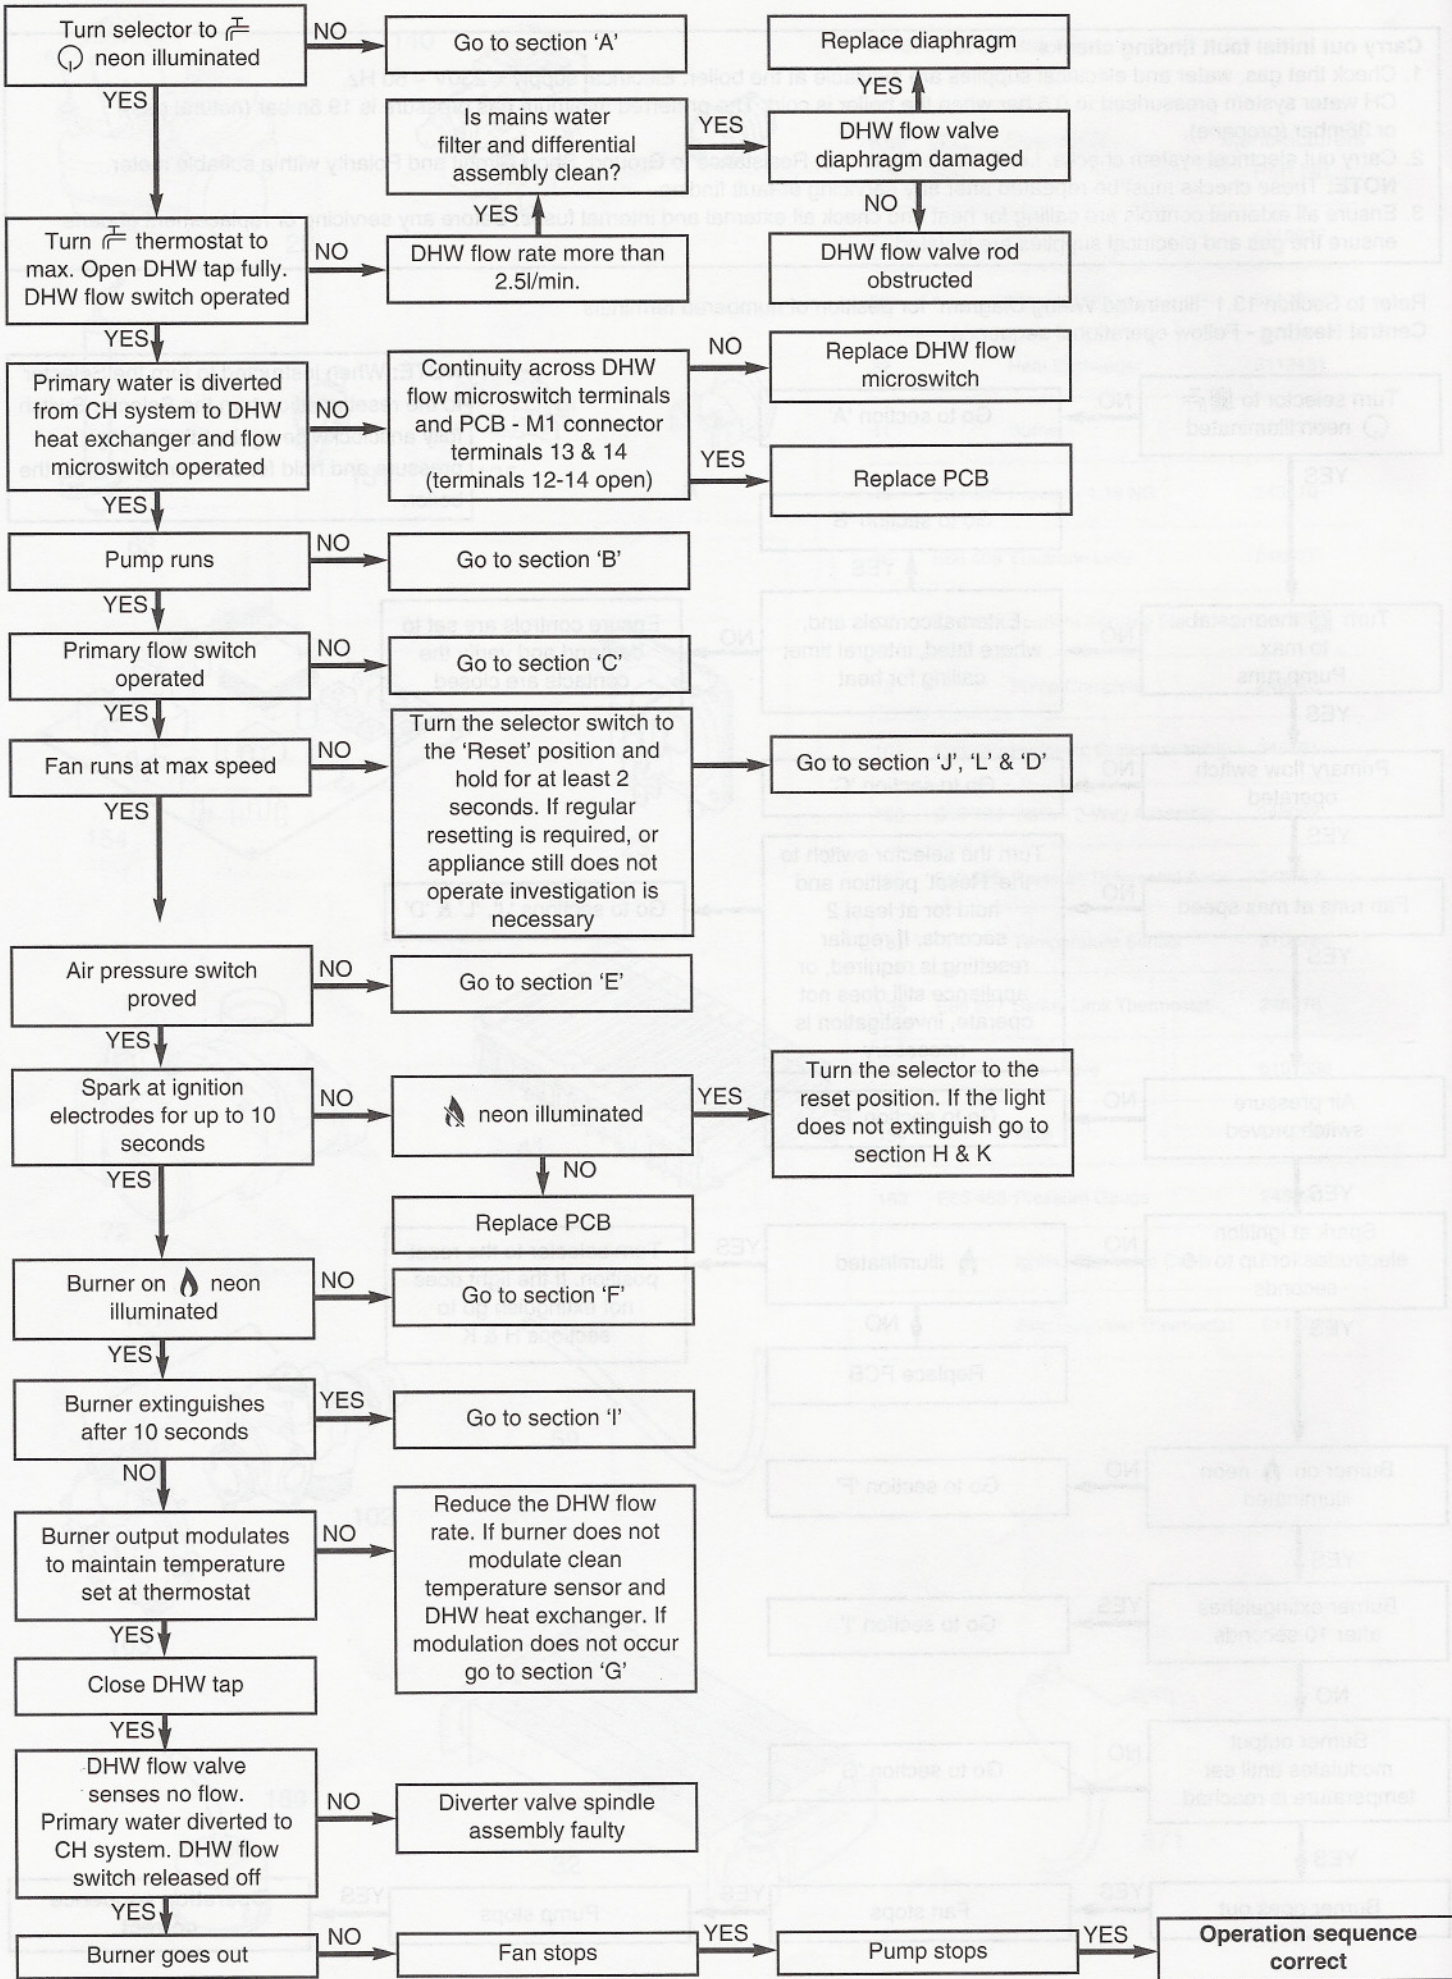 Turn selector to
neon illuminated
NO
Go to section ‘A’
Replace diaphragm
YES
YES
Is mains water
filter and differential
assembly clean?
YES
DHW flow valve
diaphragm damaged
YES
NO
Turn thermostat to
max. Open DHW tap fully.
DHW flow switch operated
NO
DHW flow rate more than
2.5l/min.
DHW flow valve rod
obstructed
YES
Primary water is diverted
from CH system to DHW
heat exchanger and flow
microswitch operated
NO
Continuity across DHW
flow microswitch terminals
and PCB - M1 connector
terminals 13 & 14
(terminals 12-14 open)
NO
Replace DHW flow
microswitch
YES
Replace PCB
YES
Pump runs
NO
Go to section ‘B’
YES
Primary flow switch
operated
NO
Go to section ‘C’
YES
Fan runs at max speed
NO
Turn the selector switch to
the ‘Reset’ position and
hold for at least 2
seconds. If regular
resetting is required, or
appliance still does not
operate investigation is
necessary
Go to section ‘J’, ‘L’ & ‘D’
YES
Air pressure switch
proved
NO
Go to section ‘E’
YES
Spark at ignition
electrodes for up to 10
seconds
NO
neon illuminated
YES
Turn the selector to the
reset position. If the light
does not extinguish go to
section H & K
NO
Replace PCB
YES
Burner on neon
illuminated
NO
Go to section ‘F’
YES
Burner extinguishes
after 10 seconds
YES
Go to section ‘I’
NO
Burner output modulates
to maintain temperature
set at thermostat
NO
Reduce the DHW flow
rate. If burner does not
modulate clean
temperature sensor and
DHW heat exchanger. If
modulation does not occur
go to section ‘G’
YES
Close DHW tap
YES
DHW flow valve
senses no flow.
Primary water diverted to
CH system. DHW flow
switch released off
NO
Diverter valve spindle
assembly faulty
YES
Burner goes out
NO
Fan stops
YES
Pump stops
YES
Operation sequence
correct